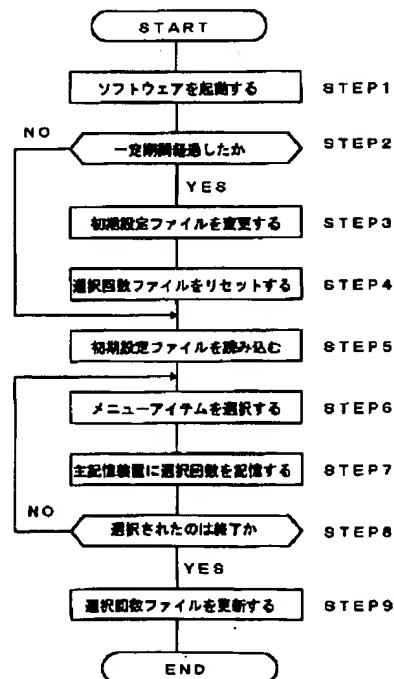 START
ソフトウェアを起動する STEP1
NO 一定期間経過したか STEP2
YES
初期設定ファイルを変更する STEP3
選択回数ファイルをリセットする STEP4
初期設定ファイルを読み込む STEP5
メニューアイテムを選択する STEP6
主記憶装置に選択回数を記憶する STEP7
NO 選択されたのは終了か STEP8
YES
選択回数ファイルを更新する STEP9
END